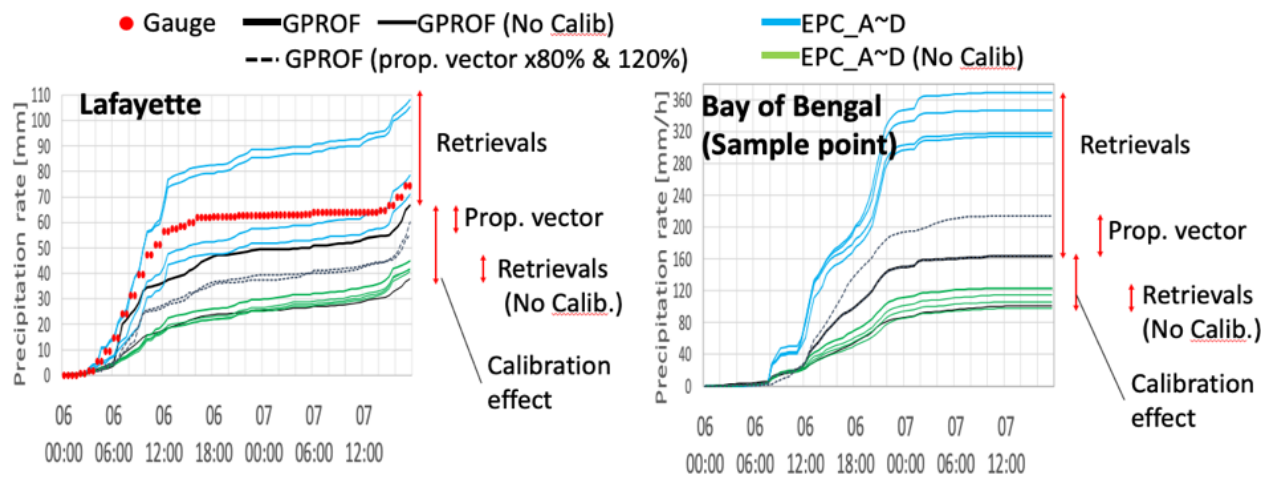 Gauge GPROF GPROF (No Calib) EPC_A~D
GPROF (prop. vector x80% & 120%) EPC_A~D (No Calib)
Lafayette
Precipitation rate [mm]
110
100
90
80
70
60
50
40
30
20
10
0
06 06 06 06 07 07 07
00:00 06:00 12:00 18:00 00:00 06:00 12:00
Retrievals
Prop. vector
Retrievals
(No Calib.)
Calibration
effect
Bay of Bengal
(Sample point)
Precipitation rate [mm/h]
360
320
280
240
200
160
120
80
40
0
06 06 06 06 07 07 07
00:00 06:00 12:00 18:00 00:00 06:00 12:00
Retrievals
Prop. vector
Retrievals
(No Calib.)
Calibration
effect